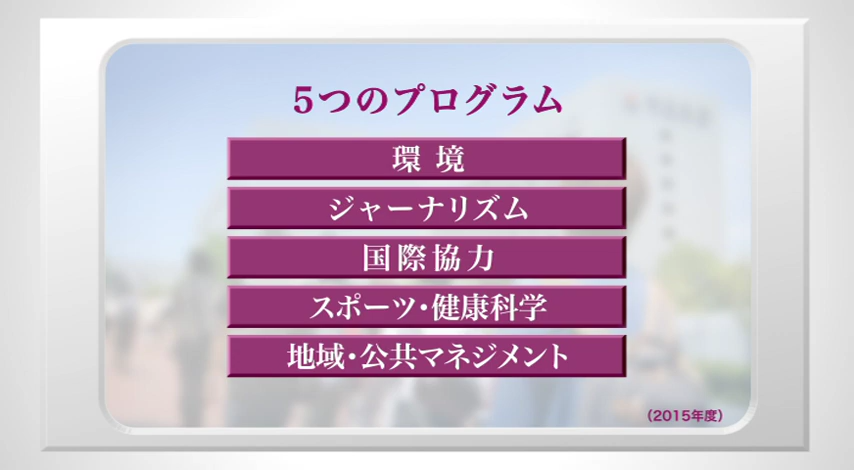 5つのプログラム
環境
ジャーナリズム
国際協力
スポーツ・健康科学
地域・公共マネジメント
(2015年度)